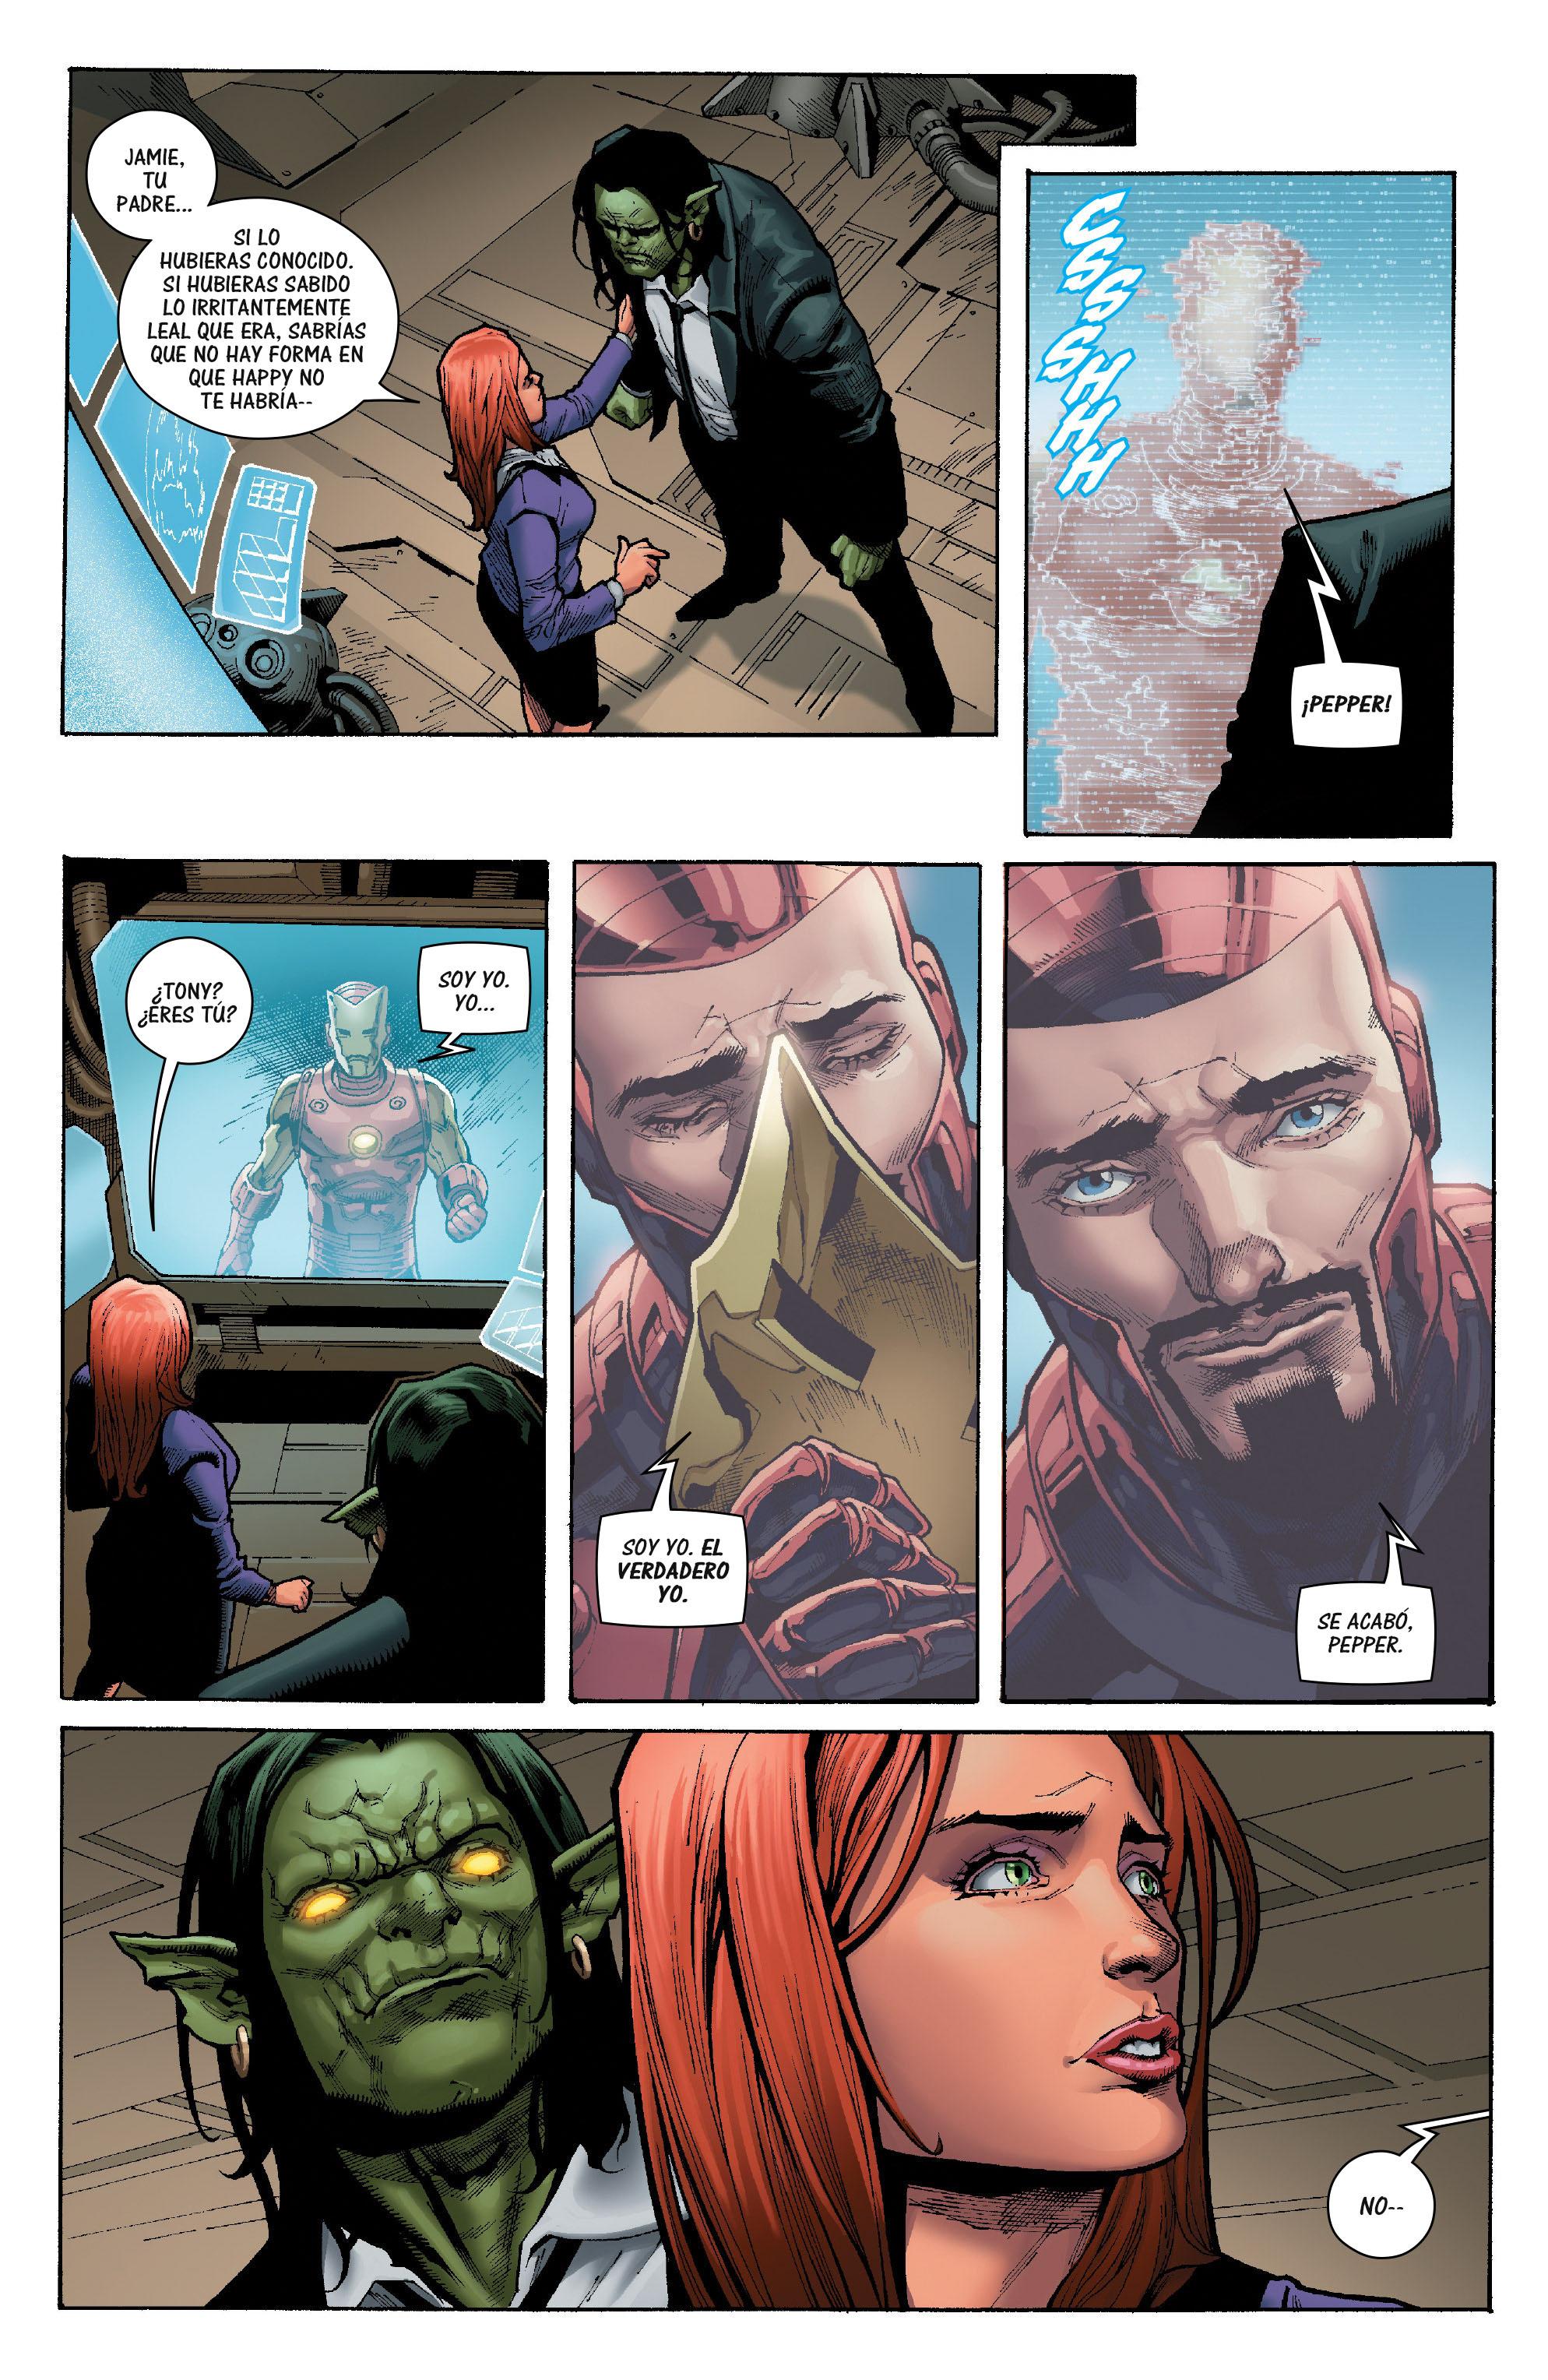 JAMIE,
TU
PADRE...
SI LO
HUBIERAS CONOCIDO.
SI HUBIERAS SABIDO
LO IRRITANTEMENTE
LEAL QUE ERA, SABRÍAS
QUE NO HAY FORMA EN
QUE HAPPY NO
TE HABRÍA--
CSSSSHHH
¡PEPPER!
¿TONY?
¿ERES TÚ?
SOY YO.
YO...
SOY YO. EL
VERDADERO
YO.
SE ACABÓ,
PEPPER.
NO--